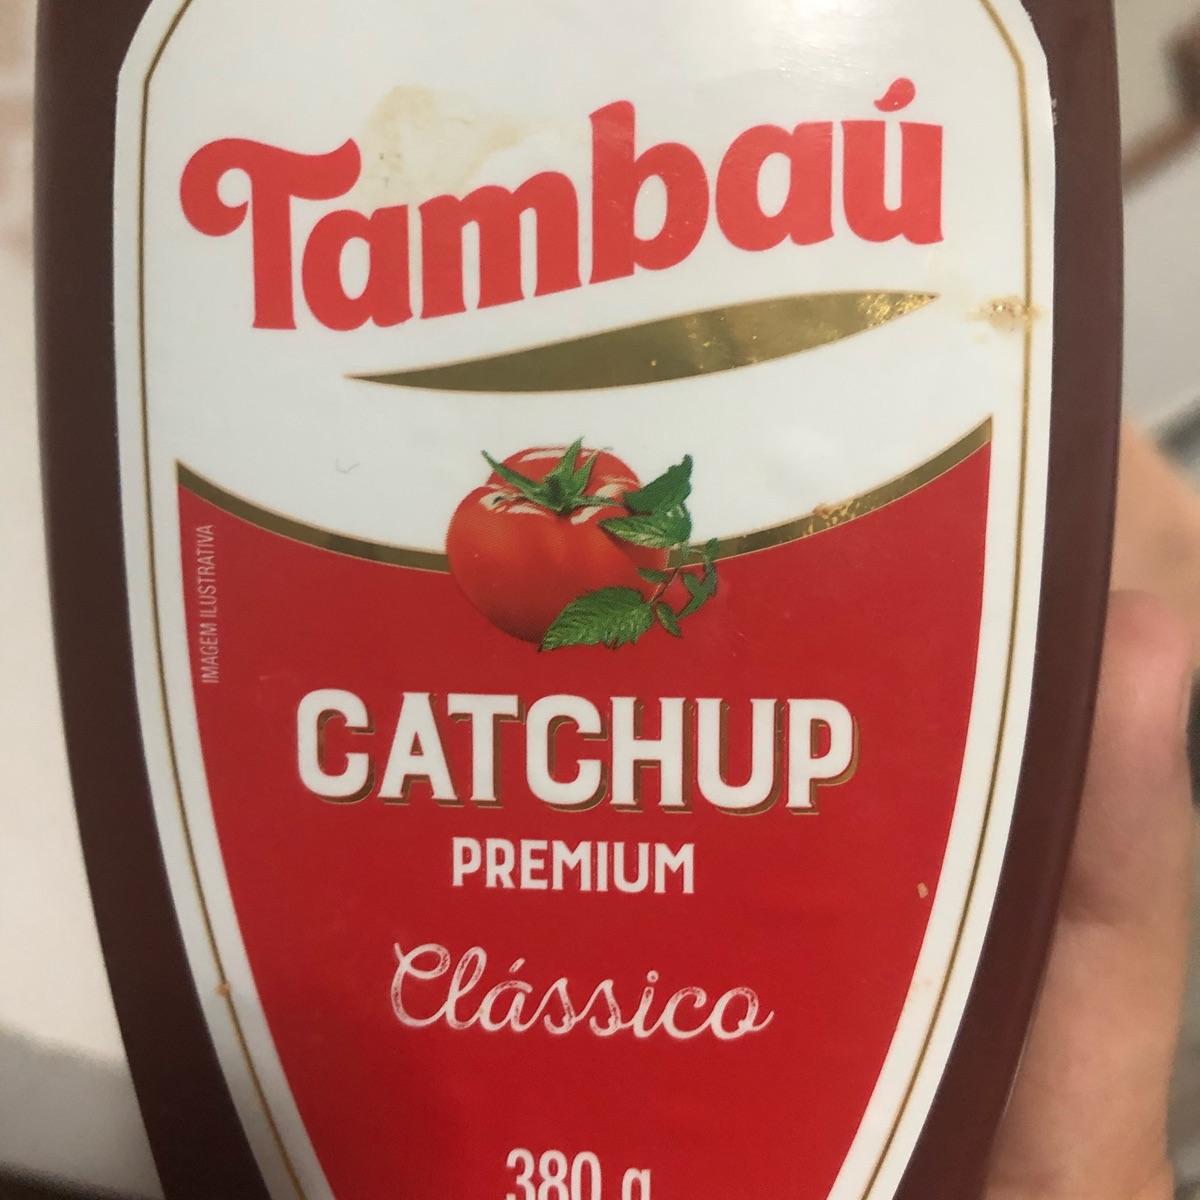 Tambaú
IMAGEM ILUSTRATIVA
CATCHUP
PREMIUM
Clássico
380 g